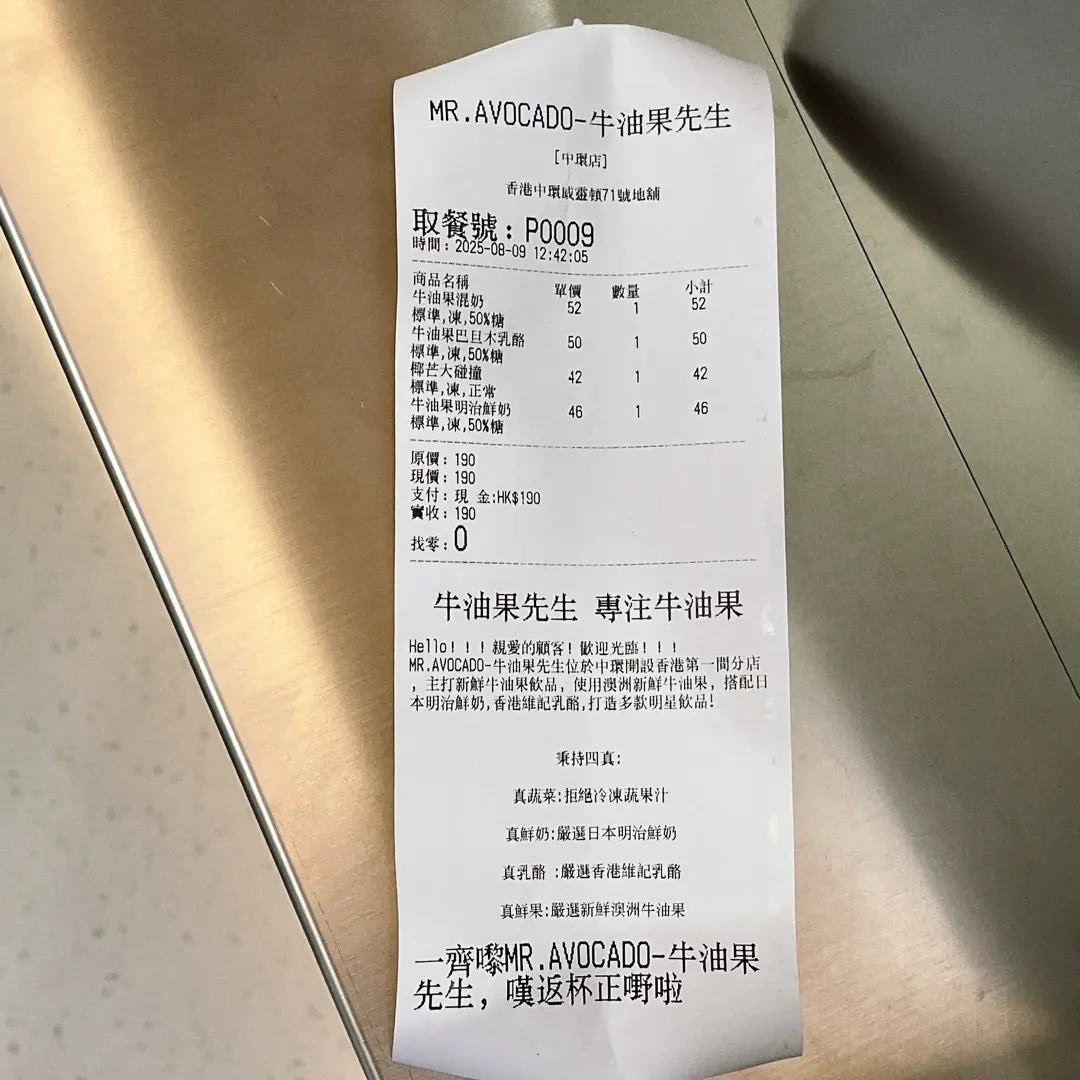 MR.AVOCADO-牛油果先生
[中環店]
香港中環威靈頓71號地舖
取餐號：P0009
時間：2025-08-09 12:42:05
商品名稱 單價 數量 小計
牛油果混奶 52 1 52
標準,凍,50%糖
牛油果巴旦木乳酪 50 1 50
標準,凍,50%糖
椰芒大碰撞 42 1 42
標準,凍,正常
牛油果明治鮮奶 46 1 46
標準,凍,50%糖
原價：190
現價：190
支付：現 金:HK$190
實收：190
找零：0
牛油果先生 專注牛油果
Hello！！！親愛的顧客！歡迎光臨！！！
MR.AVOCADO-牛油果先生位於中環開設香港第一間分店
，主打新鮮牛油果飲品，使用澳洲新鮮牛油果，搭配日
本明治鮮奶,香港維記乳酪,打造多款明星飲品!
秉持四真:
真蔬菜:拒絕冷凍蔬果汁
真鮮奶:嚴選日本明治鮮奶
真乳酪 :嚴選香港維記乳酪
真鮮果:嚴選新鮮澳洲牛油果
一齊嚟MR.AVOCADO-牛油果
先生，嘆返杯正嘢啦